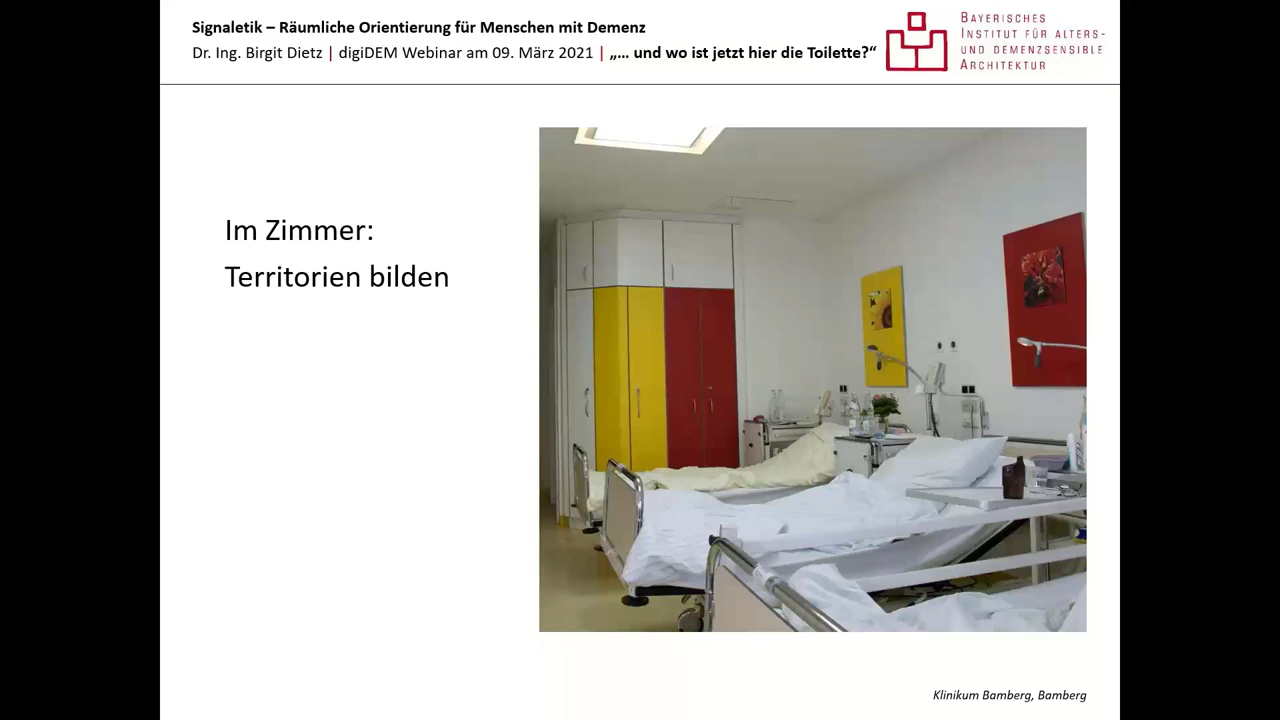 Signaletik – Räumliche Orientierung für Menschen mit Demenz
Dr. Ing. Birgit Dietz | digiDEM Webinar am 09. März 2021 | „… und wo ist jetzt hier die Toilette?“
Bayerisches
Institut für alters-
und demenzsensible
Architektur
Im Zimmer:
Territorien bilden
Klinikum Bamberg, Bamberg